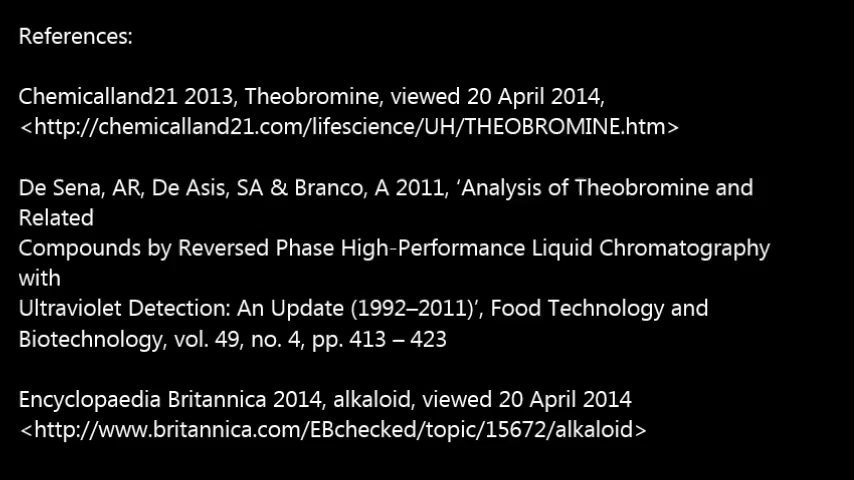 References:
Chemicalland21 2013, Theobromine, viewed 20 April 2014,
<http://chemicalland21.com/lifescience/UH/THEOBROMINE.htm>
De Sena, AR, De Asis, SA & Branco, A 2011, ‘Analysis of Theobromine and
Related
Compounds by Reversed Phase High-Performance Liquid Chromatography
with
Ultraviolet Detection: An Update (1992–2011)’, Food Technology and
Biotechnology, vol. 49, no. 4, pp. 413 – 423
Encyclopaedia Britannica 2014, alkaloid, viewed 20 April 2014
<http://www.britannica.com/EBchecked/topic/15672/alkaloid>